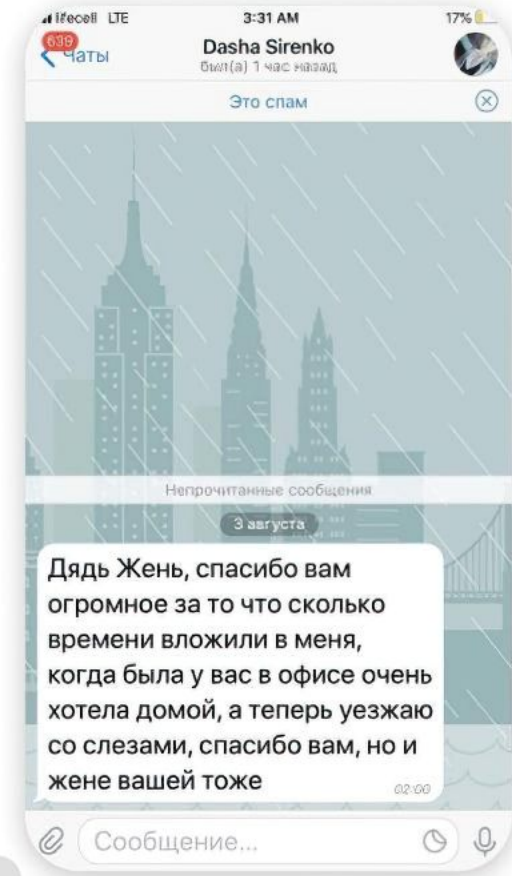 lifecell LTE 3:31 AM 17%
639
Чаты Dasha Sirenko
был(а) 1 час назад
Это спам
Непрочитанные сообщения
3 августа
Дядь Жень, спасибо вам
огромное за то что сколько
времени вложили в меня,
когда была у вас в офисе очень
хотела домой, а теперь уезжаю
со слезами, спасибо вам, но и
жене вашей тоже
02:00
Сообщение...